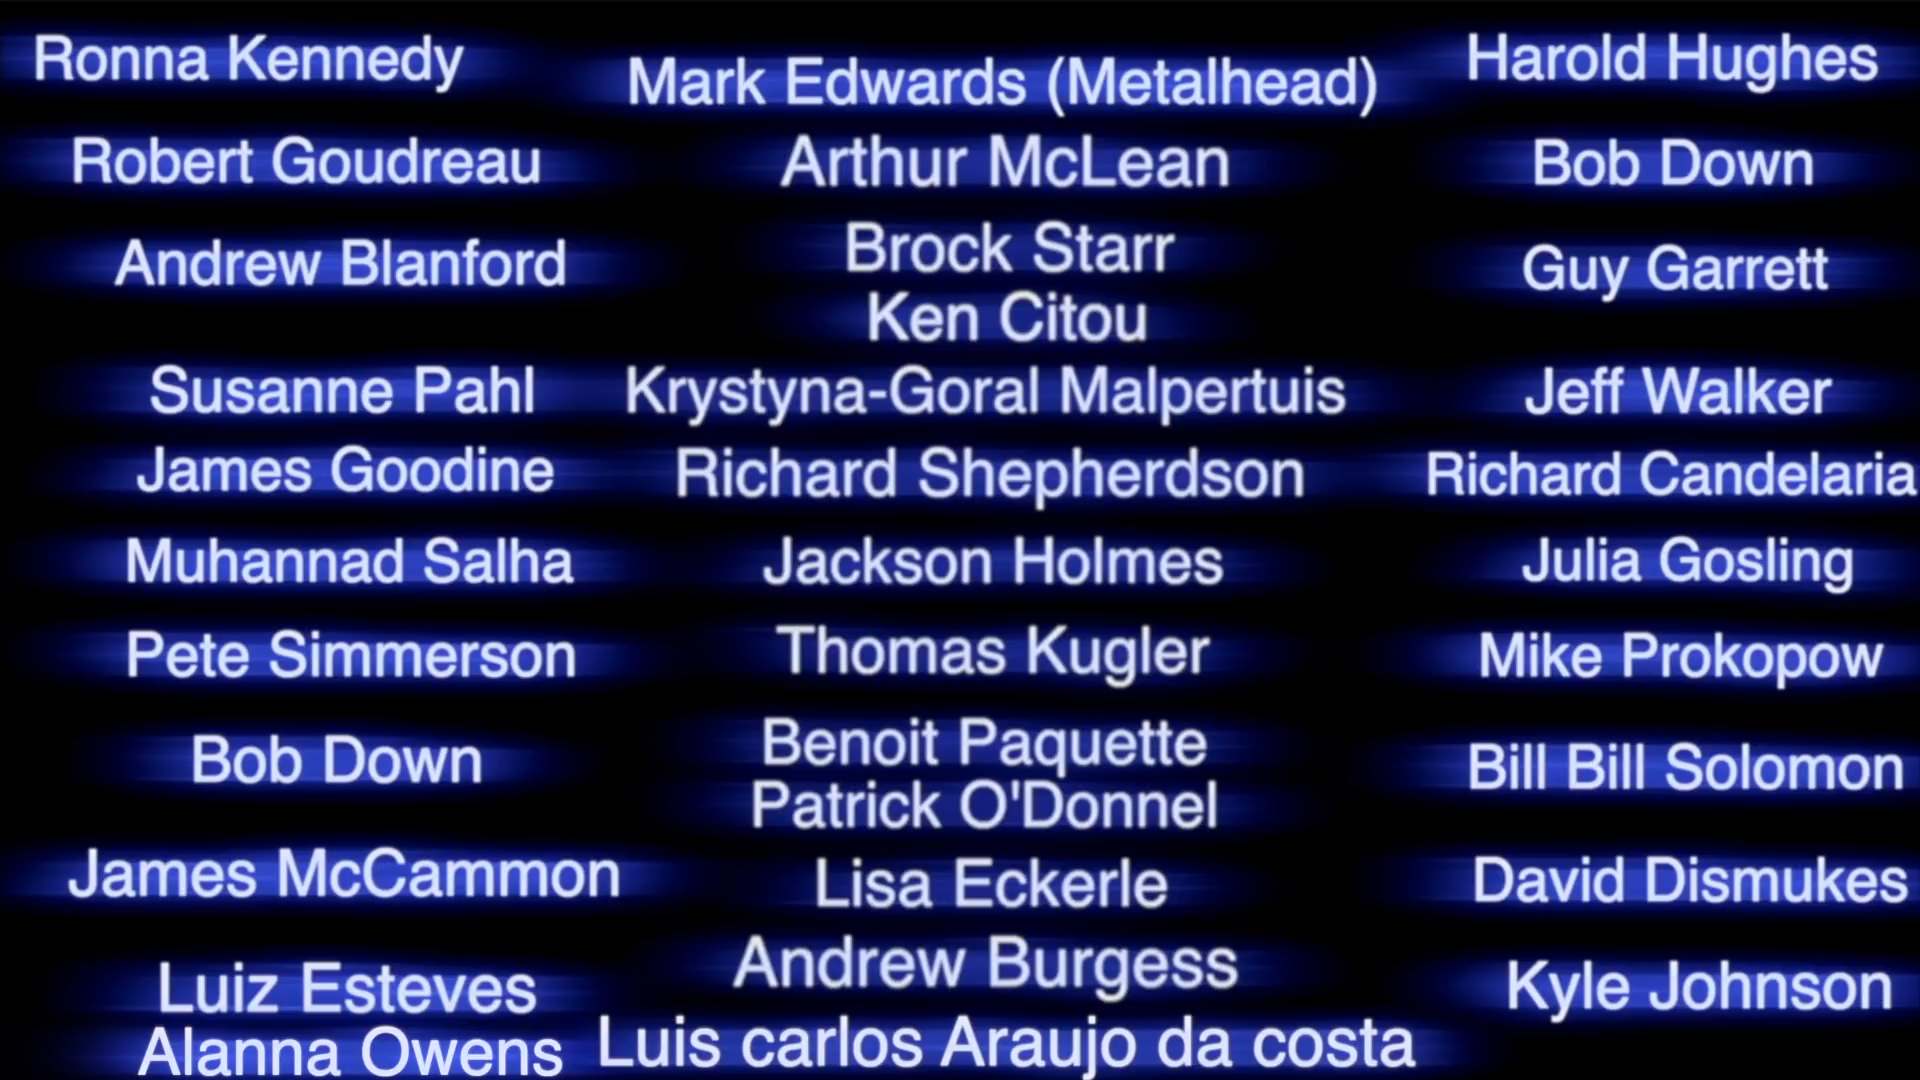 Ronna Kennedy
Robert Goudreau
Andrew Blanford
Susanne Pahl
James Goodine
Muhannad Salha
Pete Simmerson
Bob Down
James McCammon
Luiz Esteves
Alanna Owens
Mark Edwards (Metalhead)
Arthur McLean
Brock Starr
Ken Citou
Krystyna-Goral Malpertuis
Richard Shepherdson
Jackson Holmes
Thomas Kugler
Benoit Paquette
Patrick O'Donnel
Lisa Eckerle
Andrew Burgess
Luis carlos Araujo da costa
Harold Hughes
Bob Down
Guy Garrett
Jeff Walker
Richard Candelaria
Julia Gosling
Mike Prokopow
Bill Bill Solomon
David Dismukes
Kyle Johnson